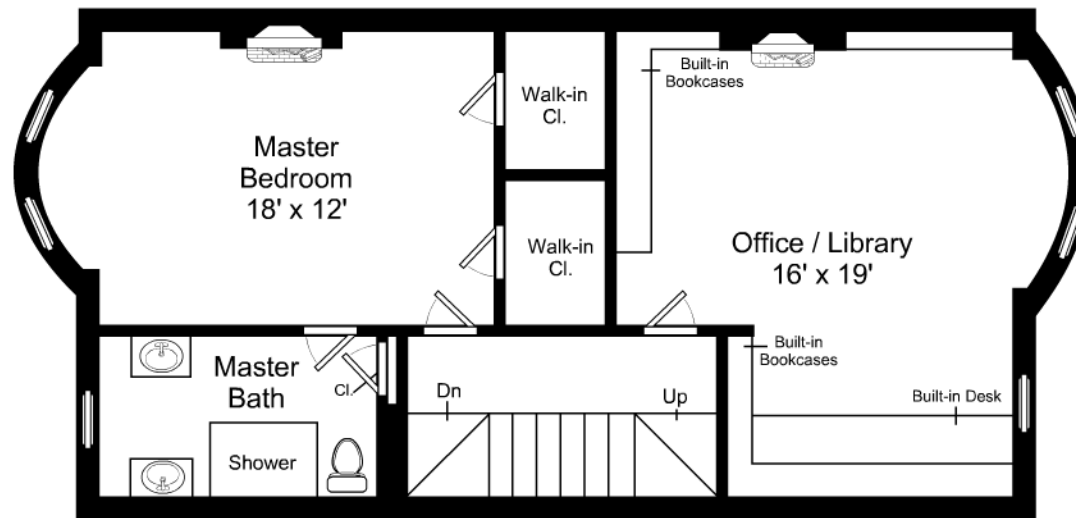 Master
Bedroom
18' x 12'
Walk-in
Cl.
Walk-in
Cl.
Built-in
Bookcases
Office / Library
16' x 19'
Built-in
Bookcases
Built-in Desk
Master
Bath
Cl.
Shower
Dn
Up